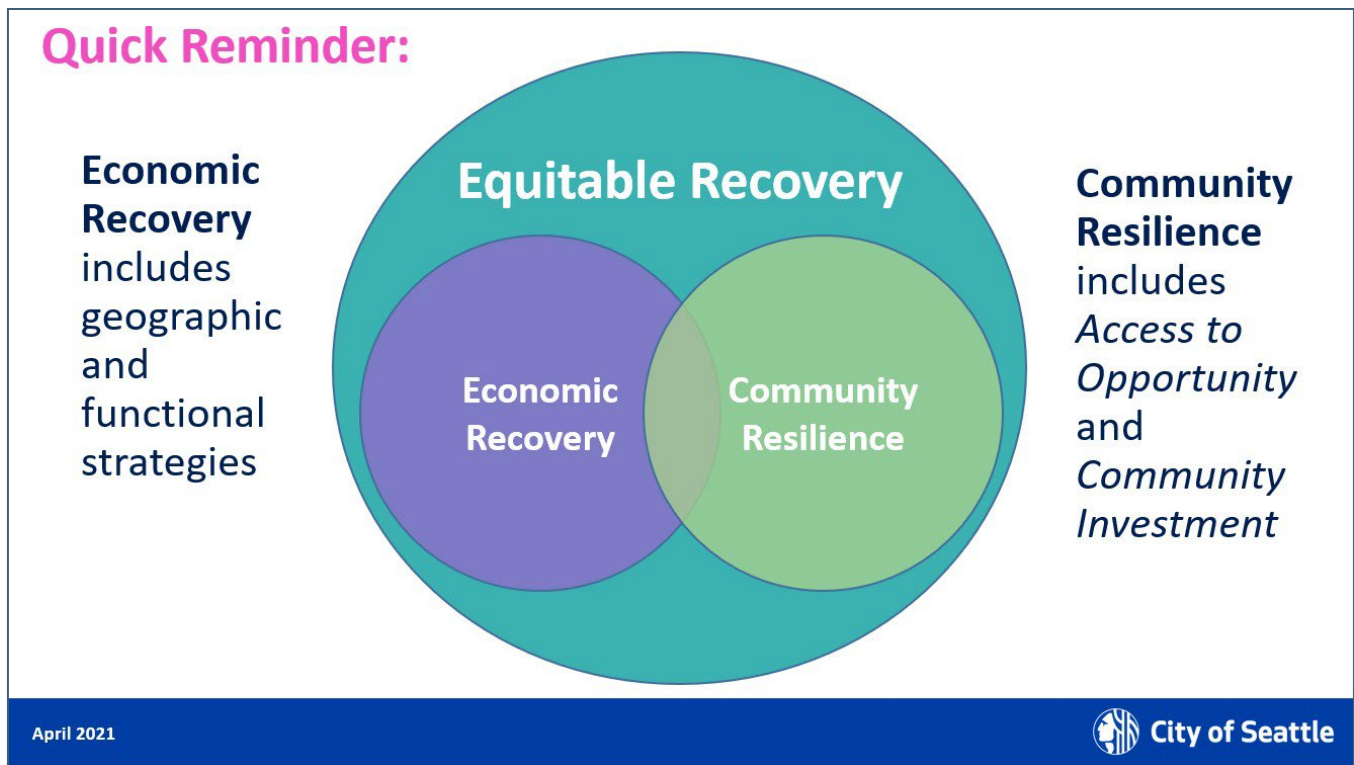 Quick Reminder:
Economic
Recovery
includes
geographic
and
functional
strategies
Equitable Recovery
Economic
Recovery
Community
Resilience
Community
Resilience
includes
Access to
Opportunity
and
Community
Investment
April 2021
City of Seattle